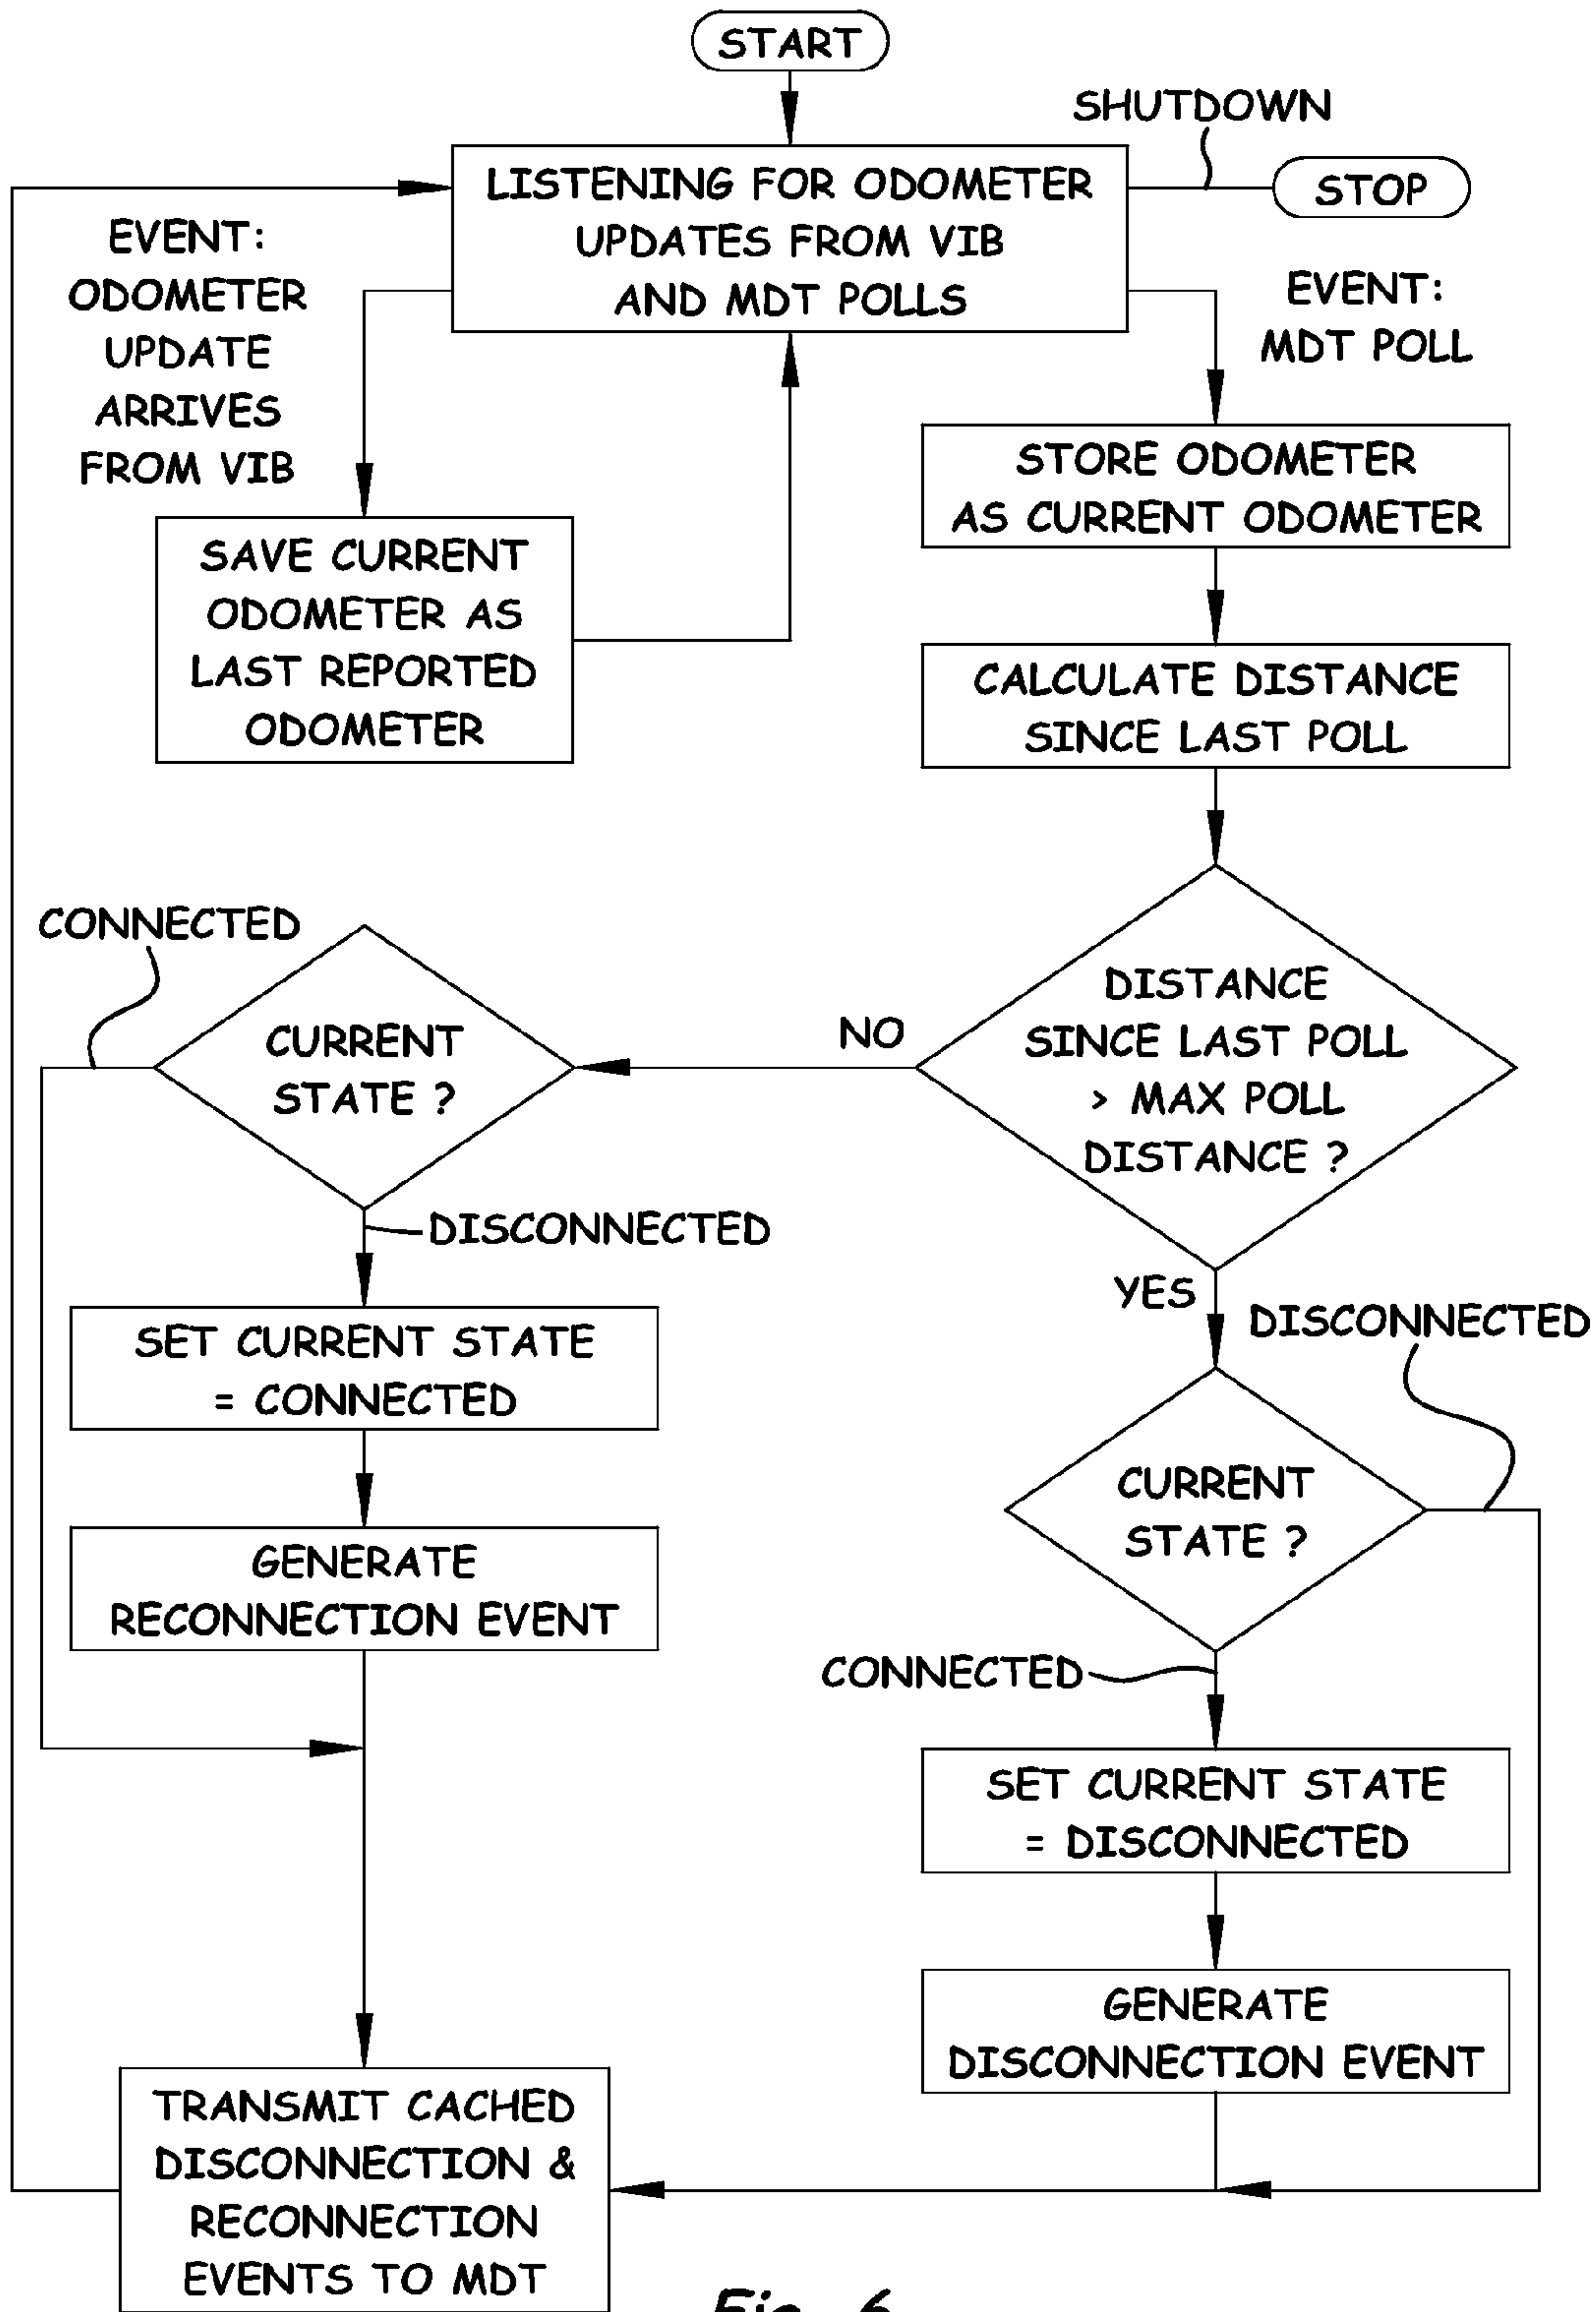 START
SHUTDOWN
LISTENING FOR ODOMETER
UPDATES FROM VIB
AND MDT POLLS
STOP
EVENT:
ODOMETER
UPDATE
ARRIVES
FROM VIB
EVENT:
MDT POLL
STORE ODOMETER
AS CURRENT ODOMETER
SAVE CURRENT
ODOMETER AS
LAST REPORTED
ODOMETER
CALCULATE DISTANCE
SINCE LAST POLL
CONNECTED
CURRENT
STATE ?
NO
DISTANCE
SINCE LAST POLL
> MAX POLL
DISTANCE ?
DISCONNECTED
YES
DISCONNECTED
SET CURRENT STATE
= CONNECTED
CURRENT
STATE ?
GENERATE
RECONNECTION EVENT
CONNECTED
SET CURRENT STATE
= DISCONNECTED
GENERATE
DISCONNECTION EVENT
TRANSMIT CACHED
DISCONNECTION &
RECONNECTION
EVENTS TO MDT
Fig. 6